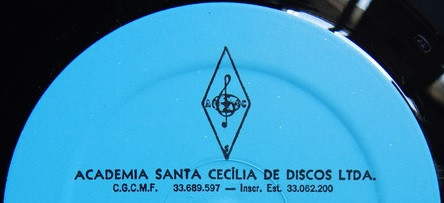 A C
S
ACADEMIA SANTA CECÍLIA DE DISCOS LTDA.
C.G.C.M.F. 33.689.597 — Inscr. Est. 33.062.200